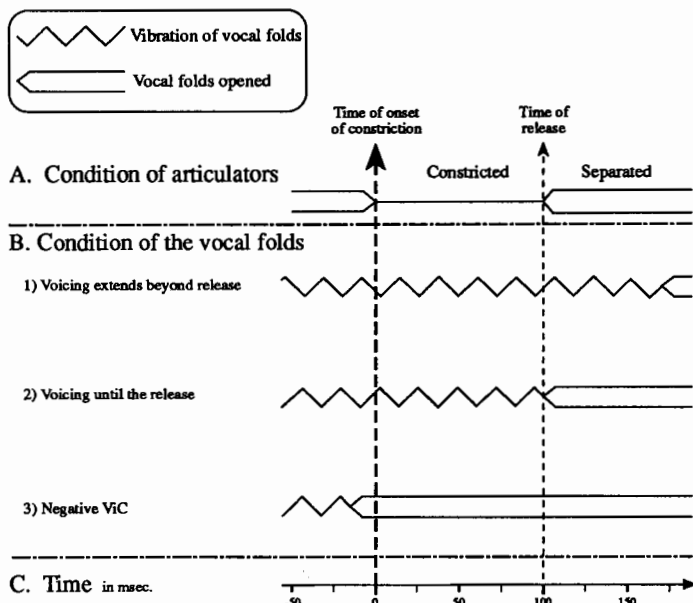 Vibration of vocal folds
Vocal folds opened
Time of onset
of constriction
Time of
release
A. Condition of articulators
Constricted
Separated
B. Condition of the vocal folds
1) Voicing extends beyond release
2) Voicing until the release
3) Negative ViC
C. Time in msec.
50 0 50 100 150